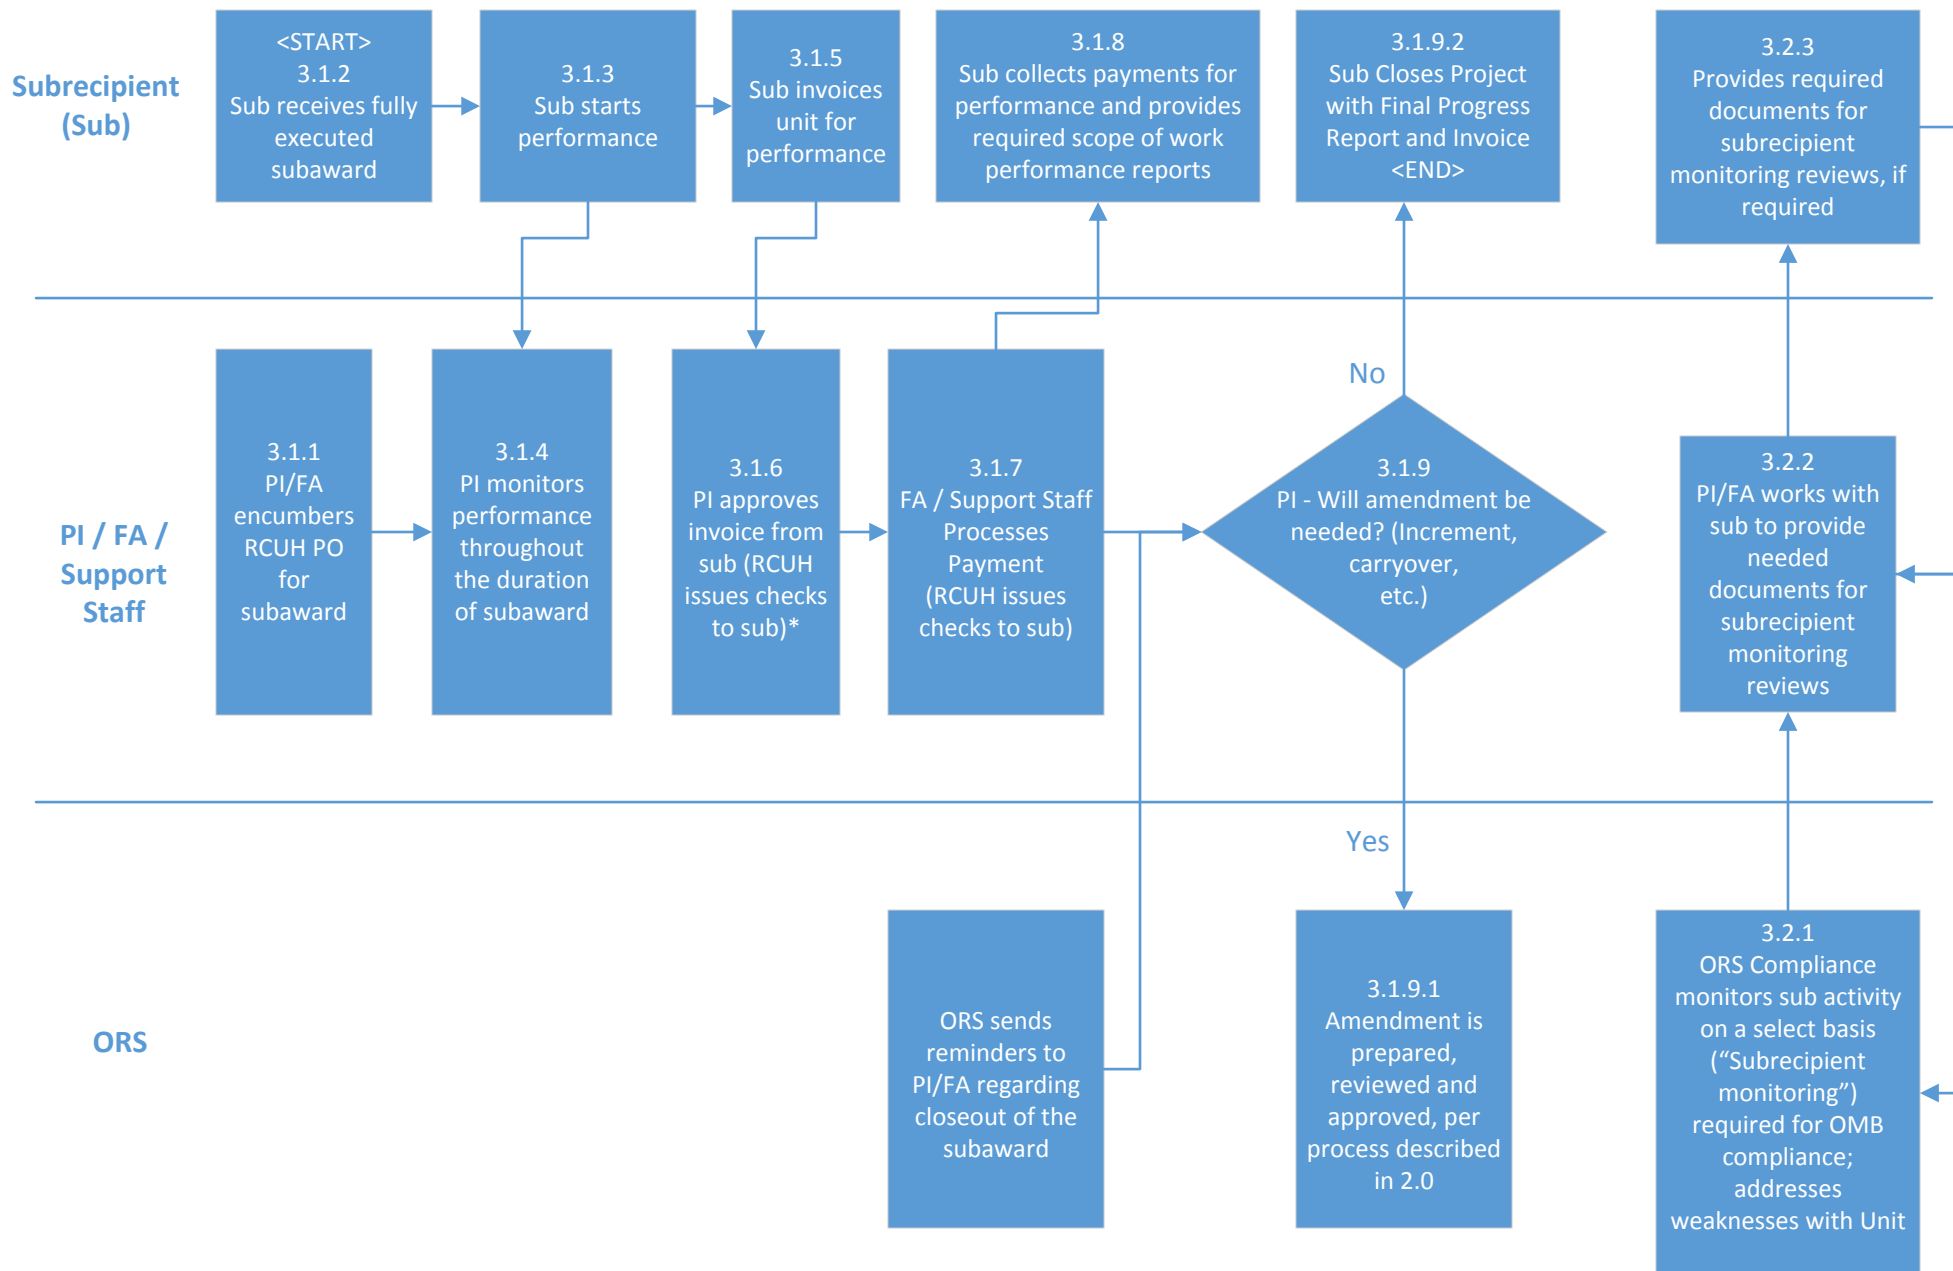 Subrecipient
(Sub)
<START>
3.1.2
Sub receives fully
executed
subaward
3.1.3
Sub starts
performance
3.1.5
Sub invoices
unit for
performance
3.1.8
Sub collects payments for
performance and provides
required scope of work
performance reports
3.1.9.2
Sub Closes Project
with Final Progress
Report and Invoice
<END>
3.2.3
Provides required
documents for
subrecipient
monitoring reviews, if
required
PI / FA /
Support
Staff
3.1.1
PI/FA
encumbers
RCUH PO
for
subaward
3.1.4
PI monitors
performance
throughout
the duration
of subaward
3.1.6
PI approves
invoice from
sub (RCUH
issues checks
to sub)*
3.1.7
FA / Support Staff
Processes
Payment
(RCUH issues
checks to sub)
No
3.1.9
PI - Will amendment be
needed? (Increment,
carryover,
etc.)
Yes
3.2.2
PI/FA works with
sub to provide
needed
documents for
subrecipient
monitoring
reviews
ORS
ORS sends
reminders to
PI/FA regarding
closeout of the
subaward
3.1.9.1
Amendment is
prepared,
reviewed and
approved, per
process described
in 2.0
3.2.1
ORS Compliance
monitors sub activity
on a select basis
(“Subrecipient
monitoring”)
required for OMB
compliance;
addresses
weaknesses with Unit